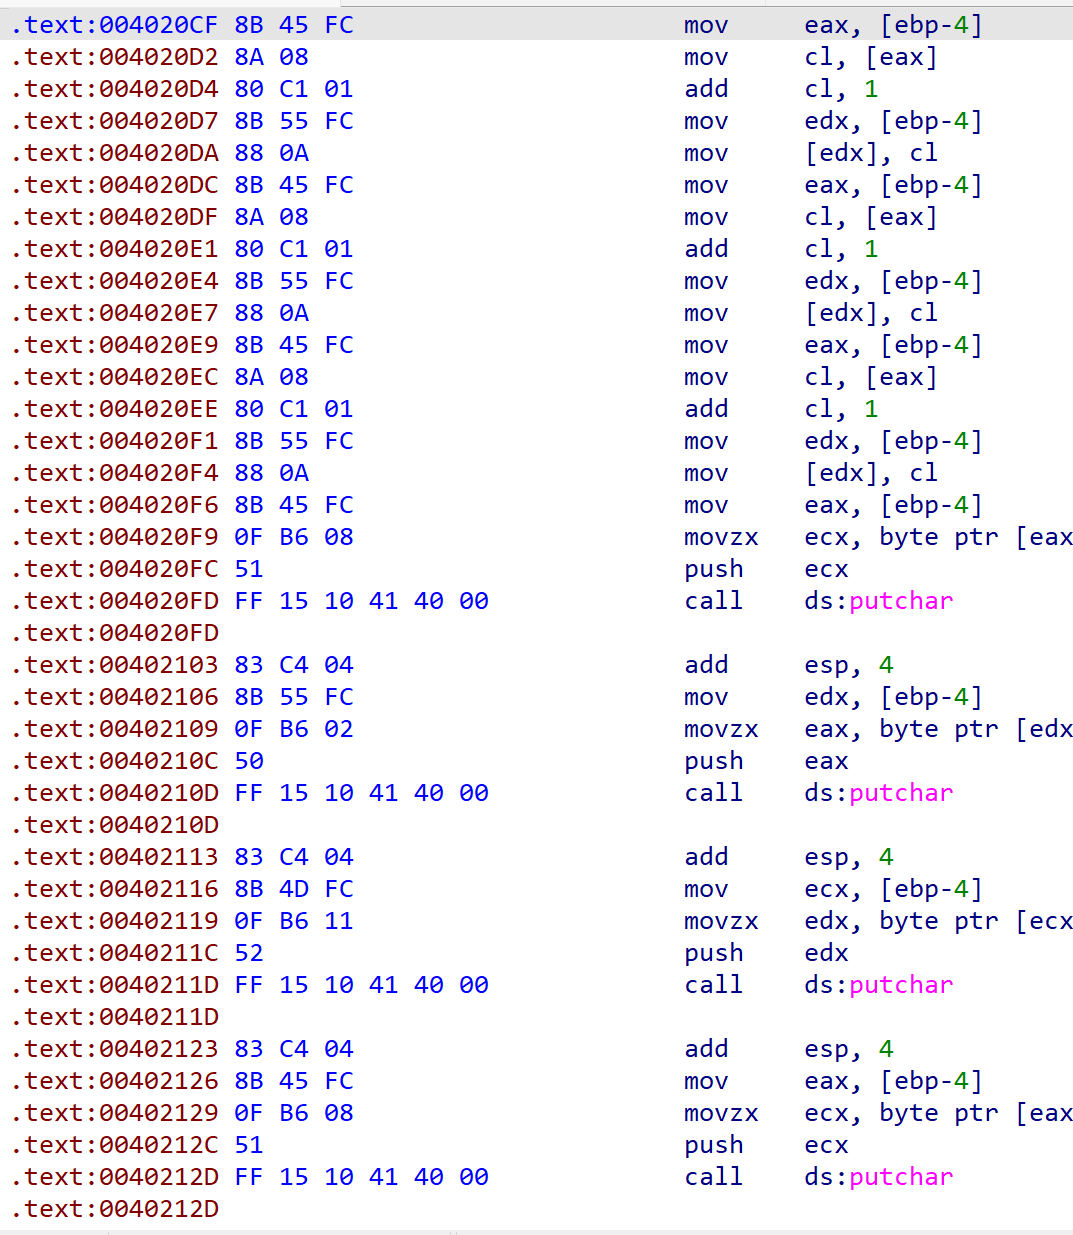 .text:004020CF 8B 45 FC mov eax, [ebp-4]
.text:004020D2 8A 08 mov cl, [eax]
.text:004020D4 80 C1 01 add cl, 1
.text:004020D7 8B 55 FC mov edx, [ebp-4]
.text:004020DA 88 0A mov [edx], cl
.text:004020DC 8B 45 FC mov eax, [ebp-4]
.text:004020DF 8A 08 mov cl, [eax]
.text:004020E1 80 C1 01 add cl, 1
.text:004020E4 8B 55 FC mov edx, [ebp-4]
.text:004020E7 88 0A mov [edx], cl
.text:004020E9 8B 45 FC mov eax, [ebp-4]
.text:004020EC 8A 08 mov cl, [eax]
.text:004020EE 80 C1 01 add cl, 1
.text:004020F1 8B 55 FC mov edx, [ebp-4]
.text:004020F4 88 0A mov [edx], cl
.text:004020F6 8B 45 FC mov eax, [ebp-4]
.text:004020F9 0F B6 08 movzx ecx, byte ptr [eax
.text:004020FC 51 push ecx
.text:004020FD FF 15 10 41 40 00 call ds:putchar
.text:004020FD
.text:00402103 83 C4 04 add esp, 4
.text:00402106 8B 55 FC mov edx, [ebp-4]
.text:00402109 0F B6 02 movzx eax, byte ptr [edx
.text:0040210C 50 push eax
.text:0040210D FF 15 10 41 40 00 call ds:putchar
.text:0040210D
.text:00402113 83 C4 04 add esp, 4
.text:00402116 8B 4D FC mov ecx, [ebp-4]
.text:00402119 0F B6 11 movzx edx, byte ptr [ecx
.text:0040211C 52 push edx
.text:0040211D FF 15 10 41 40 00 call ds:putchar
.text:0040211D
.text:00402123 83 C4 04 add esp, 4
.text:00402126 8B 45 FC mov eax, [ebp-4]
.text:00402129 0F B6 08 movzx ecx, byte ptr [eax
.text:0040212C 51 push ecx
.text:0040212D FF 15 10 41 40 00 call ds:putchar
.text:0040212D